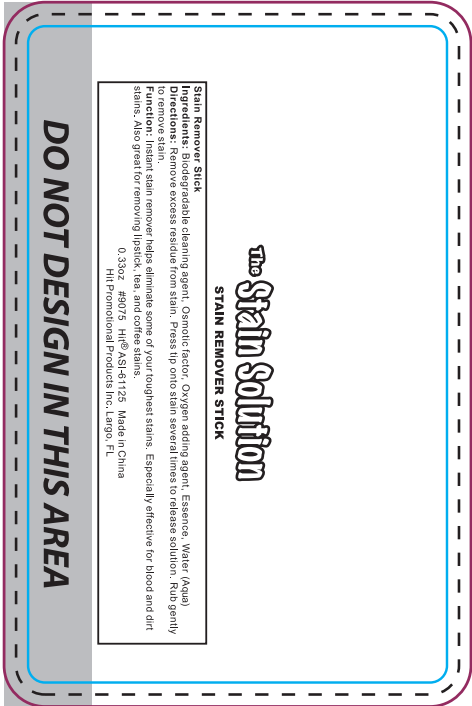 The Stain Solution
STAIN REMOVER STICK
Stain Remover Stick
Ingredients: Biodegradable cleaning agent, Osmotic factor, Oxygen adding agent, Essence, Water (Aqua)
Directions: Remove excess residue from stain. Press tip onto stain several times to release solution. Rub gently
to remove stain.
Function: Instant stain remover helps eliminate some of your toughest stains. Especially effective for blood and dirt
stains. Also great for removing lipstick, tea, and coffee stains.
0.33oz #9075 Hit® ASI-61125 Made in China
Hit Promotional Products Inc. Largo, FL
DO NOT DESIGN IN THIS AREA